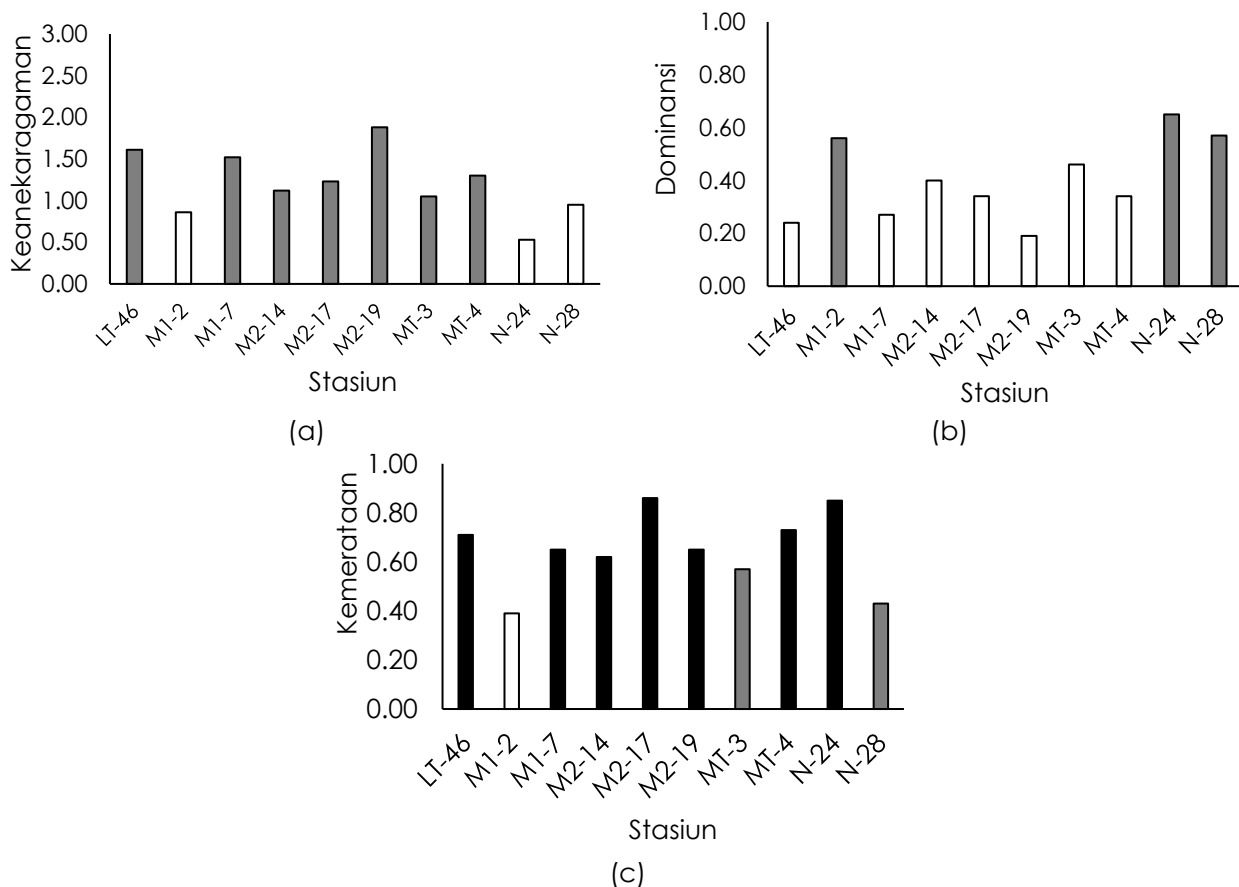 Keanekaragaman
3.00
2.50
2.00
1.50
1.00
0.50
0.00
LT-46 M1-2 M1-7 M2-14 M2-17 M2-19 MT-3 MT-4 N-24 N-28
Stasiun
(a)
Dominansi
1.00
0.80
0.60
0.40
0.20
0.00
LT-46 M1-2 M1-7 M2-14 M2-17 M2-19 MT-3 MT-4 N-24 N-28
Stasiun
(b)
Kemerataan
1.00
0.80
0.60
0.40
0.20
0.00
LT-46 M1-2 M1-7 M2-14 M2-17 M2-19 MT-3 MT-4 N-24 N-28
Stasiun
(c)